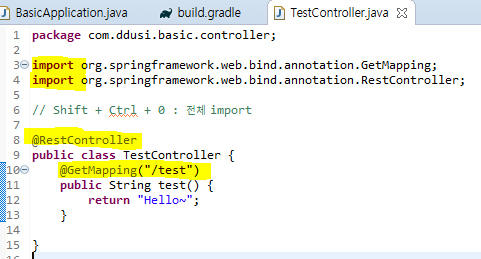 BasicApplication.java build.gradle TestController.java
1 package com.ddusi.basic.controller;
2
3 import org.springframework.web.bind.annotation.GetMapping;
4 import org.springframework.web.bind.annotation.RestController;
5
6 // Shift + Ctrl + 0 : 전체 import
7
8 @RestController
9 public class TestController {
10 @GetMapping("/test")
11 public String test() {
12 return "Hello~";
13 }
14
15 }
16